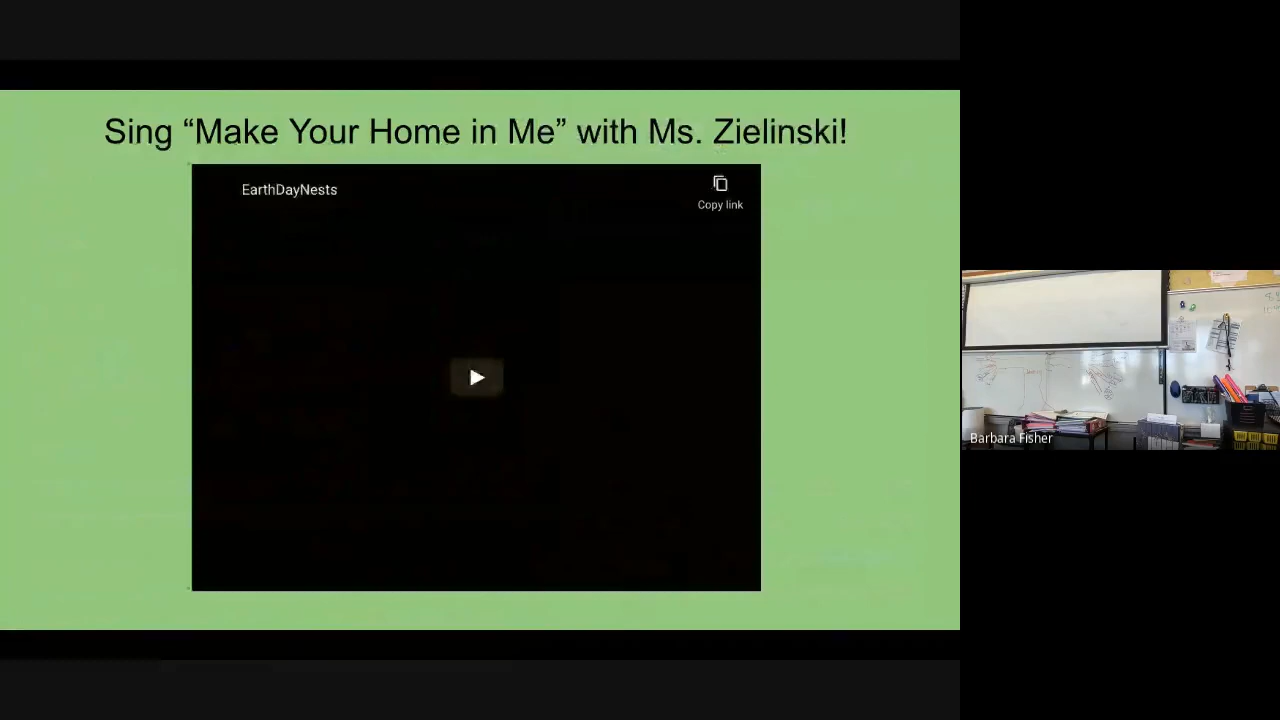 Sing “Make Your Home in Me” with Ms. Zielinski!
EarthDayNests
Copy link
Barbara Fisher